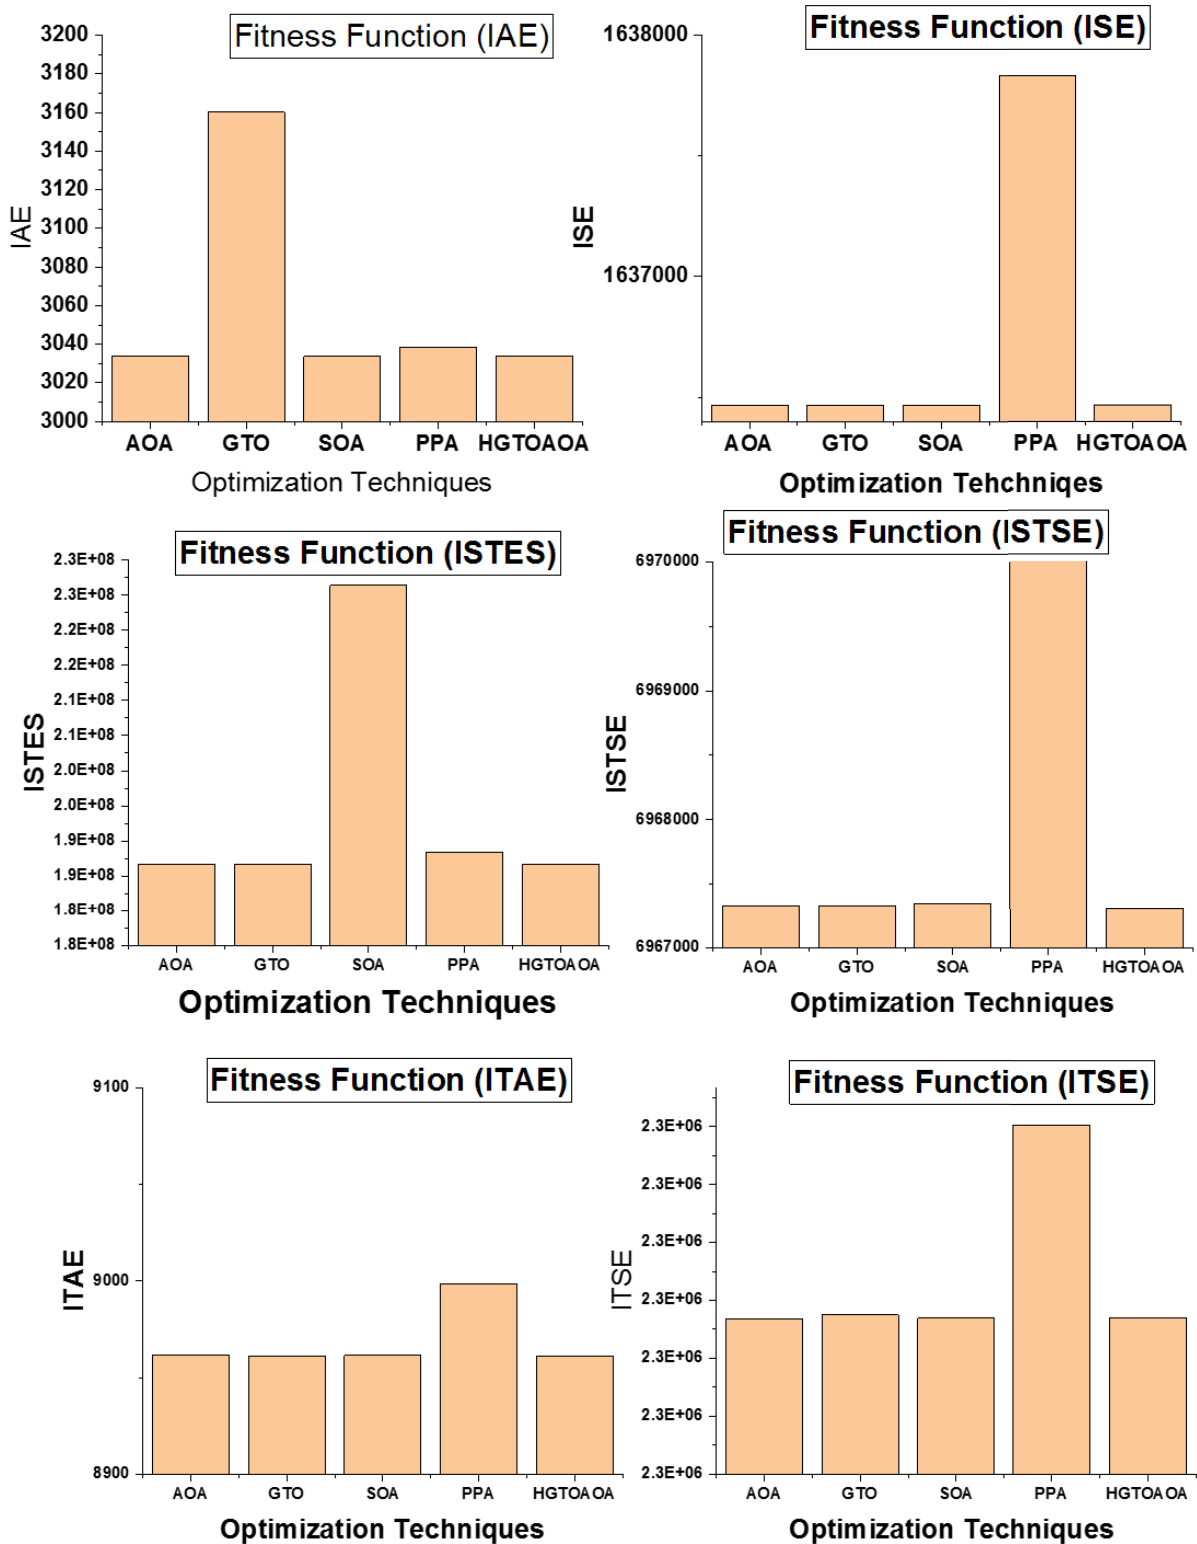 Fitness Function (IAE)
3200
3180
3160
3140
3120
3100
3080
3060
3040
3020
3000
IAE
AOA GTO SOA PPA HGTOAOA
Optimization Techniques
Fitness Function (ISE)
1638000
1637000
ISE
AOA GTO SOA PPA HGTOAOA
Optimization Tehchniqes
Fitness Function (ISTES)
2.3E+08
2.3E+08
2.2E+08
2.2E+08
2.1E+08
2.1E+08
2.0E+08
2.0E+08
1.9E+08
1.9E+08
1.8E+08
1.8E+08
ISTES
AOA GTO SOA PPA HGTOAOA
Optimization Techniques
Fitness Function (ISTSE)
6970000
6969000
6968000
6967000
ISTSE
AOA GTO SOA PPA HGTOAOA
Optimization Techniques
Fitness Function (ITAE)
9100
9000
8900
ITAE
AOA GTO SOA PPA HGTOAOA
Optimization Techniques
Fitness Function (ITSE)
2.3E+06
2.3E+06
2.3E+06
2.3E+06
2.3E+06
2.3E+06
2.3E+06
ITSE
AOA GTO SOA PPA HGTOAOA
Optimization Techniques